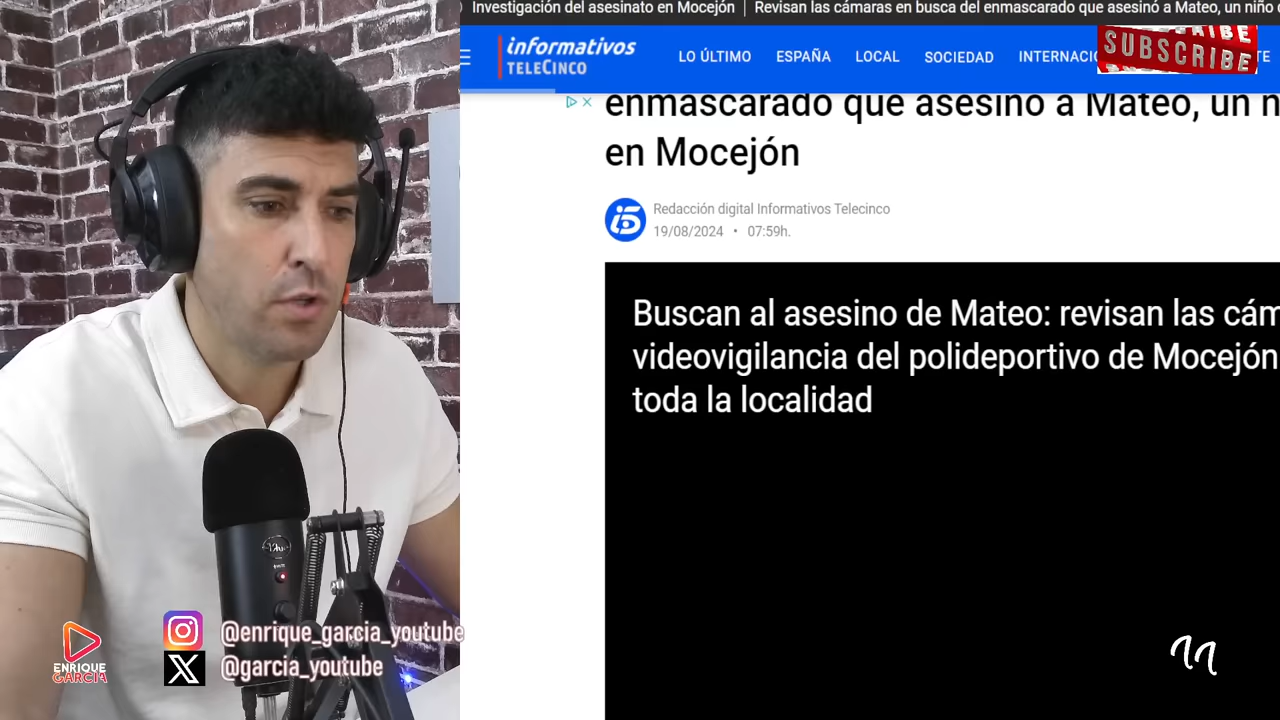 Investigación del asesinato en Mocejón | Revisan las cámaras en busca del enmascarado que asesinó a Mateo, un niño
informativos
TELECINCO
LO ÚLTIMO ESPAÑA LOCAL SOCIEDAD INTERNACI
SUBSCRIBE
SUBSCRIBE
enmascarado que asesinó a Mateo, un n
en Mocejón
Redacción digital Informativos Telecinco
19/08/2024 • 07:59h.
Buscan al asesino de Mateo: revisan las cám
videovigilancia del polideportivo de Mocejón
toda la localidad
@enrique_garcia_youtube
@garcia_youtube
ENRIQUE
GARCIA